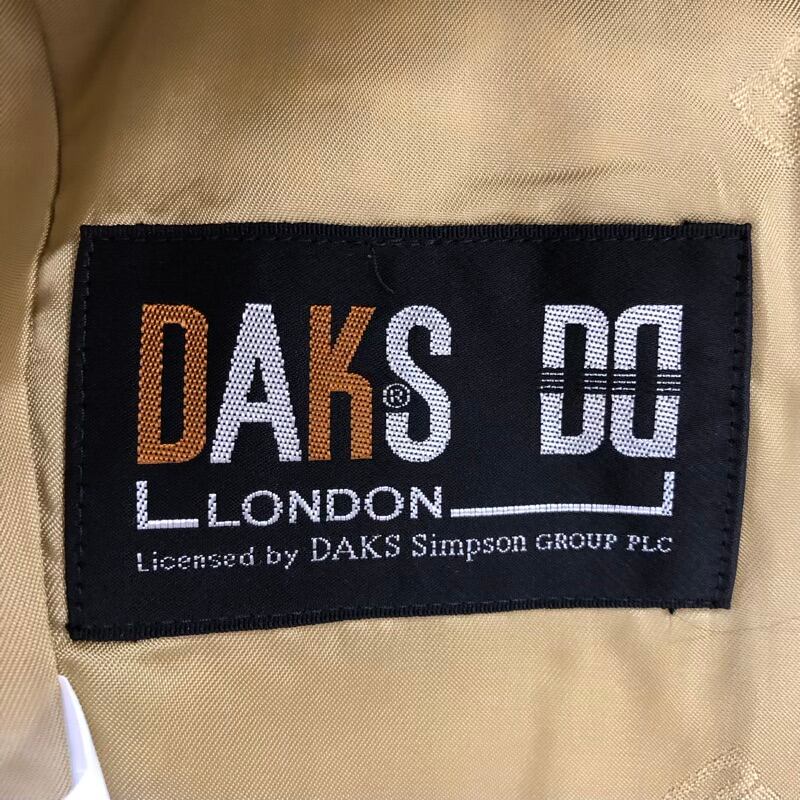 DAKS® DD
LONDON
Licensed by DAKS Simpson GROUP PLC